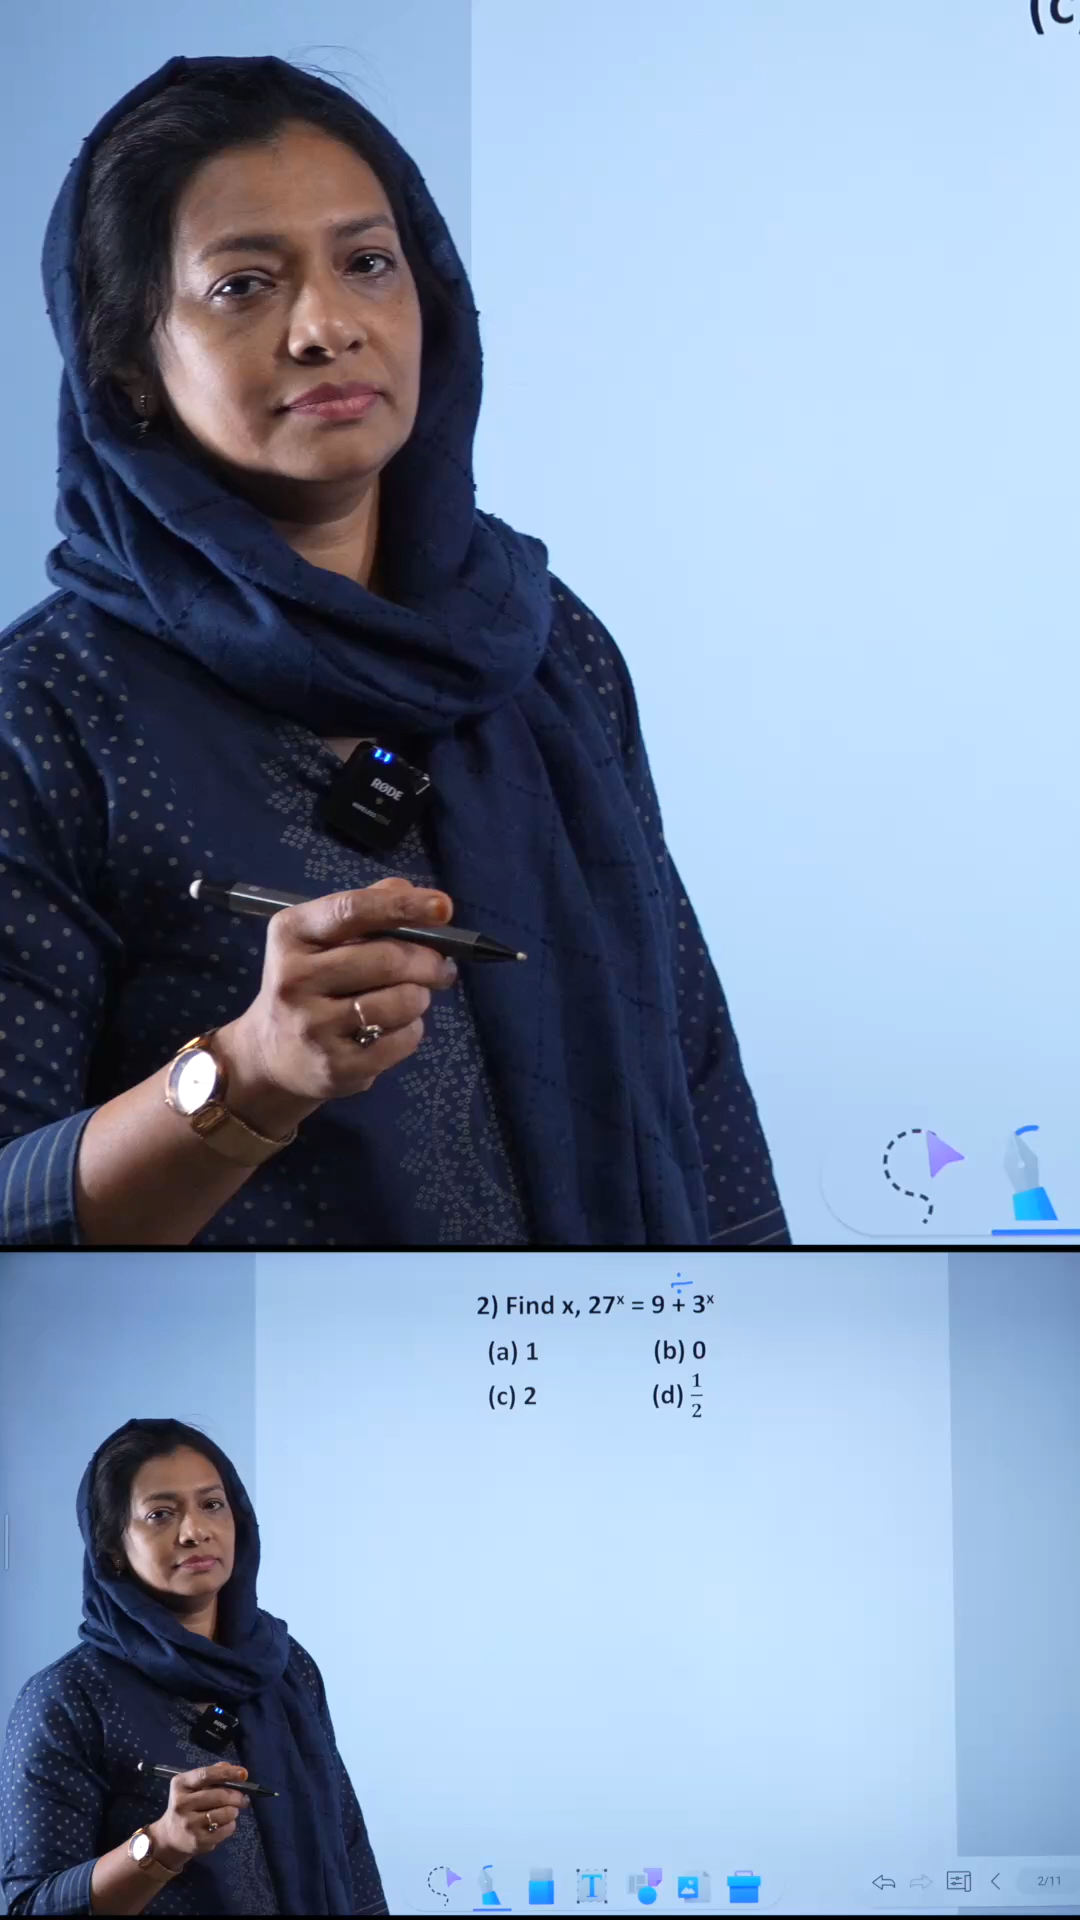 (c
RØDE
÷
2) Find x, 27ˣ = 9 + 3ˣ
(a) 1 (b) 0
(c) 2 (d) 1/2
T
2/11